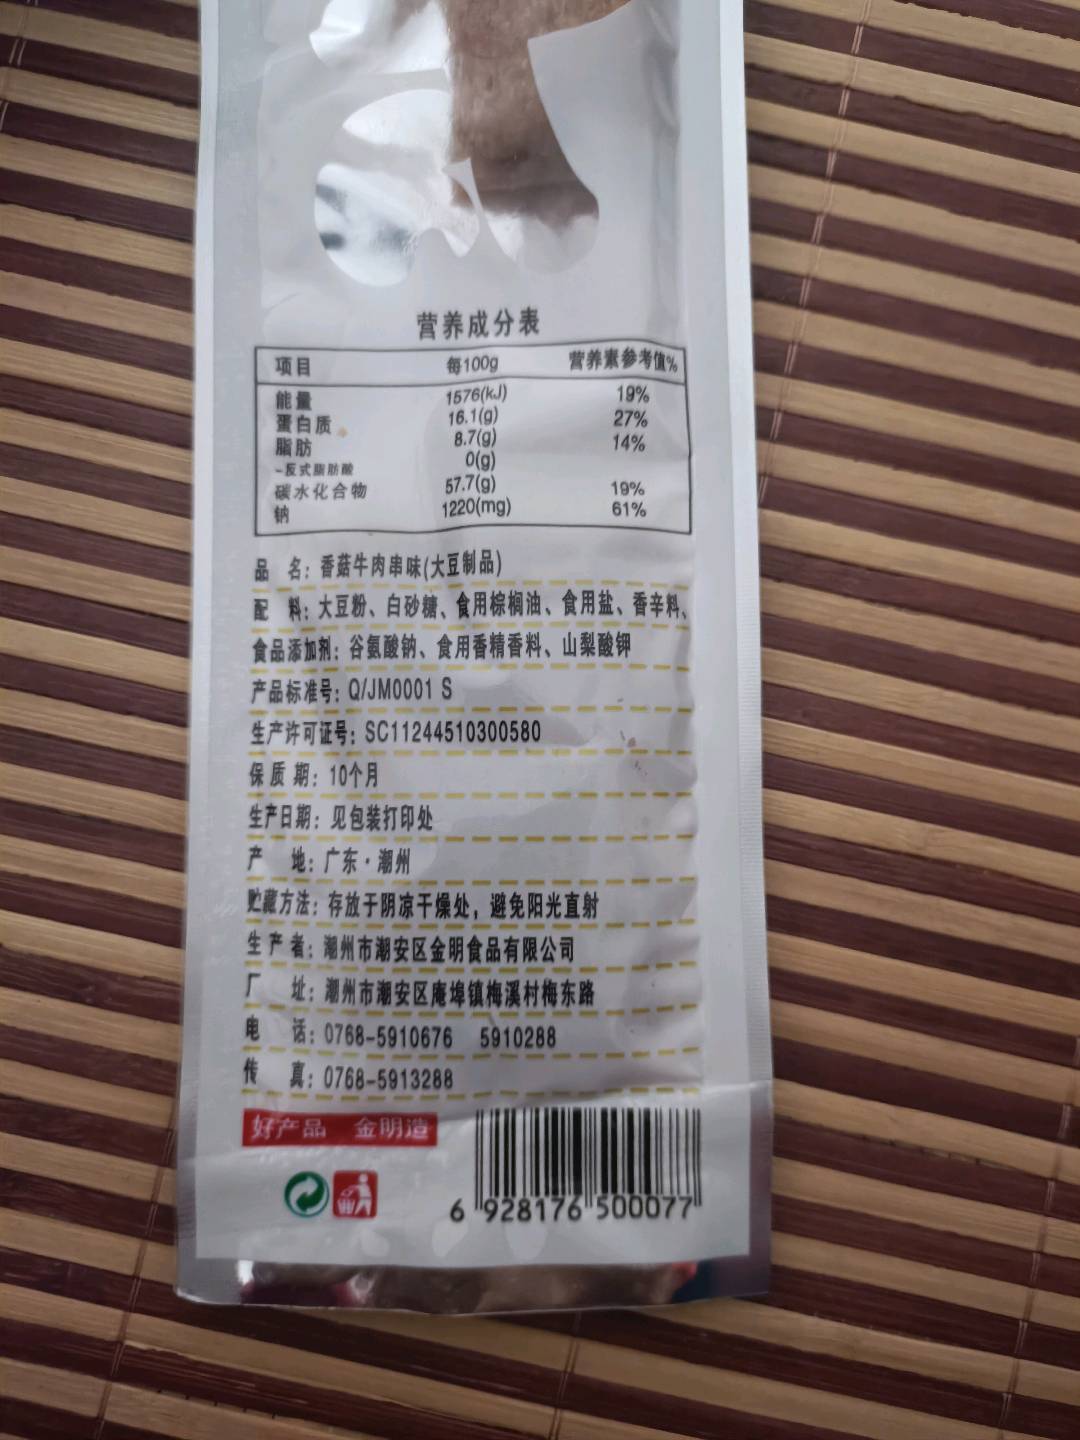 营养成分表
项目 每100g 营养素参考值%
能量 1576(kJ) 19%
蛋白质 16.1(g) 27%
脂肪 8.7(g) 14%
-反式脂肪酸 0(g)
碳水化合物 57.7(g) 19%
钠 1220(mg) 61%
品 名：香菇牛肉串味(大豆制品)
配 料：大豆粉、白砂糖、食用棕榈油、食用盐、香辛料、
食品添加剂：谷氨酸钠、食用香精香料、山梨酸钾
产品标准号：Q/JM0001 S
生产许可证号：SC11244510300580
保质期：10个月
生产日期：见包装打印处
产 地：广东·潮州
贮藏方法：存放于阴凉干燥处，避免阳光直射
生产者：潮州市潮安区金明食品有限公司
厂 址：潮州市潮安区庵埠镇梅溪村梅东路
电 话：0768-5910676 5910288
传 真：0768-5913288
好产品 金明造
6 928176 500077